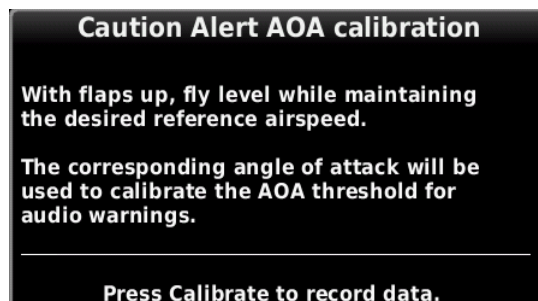 Caution Alert AOA calibration
With flaps up, fly level while maintaining
the desired reference airspeed.
The corresponding angle of attack will be
used to calibrate the AOA threshold for
audio warnings.
Press Calibrate to record data.